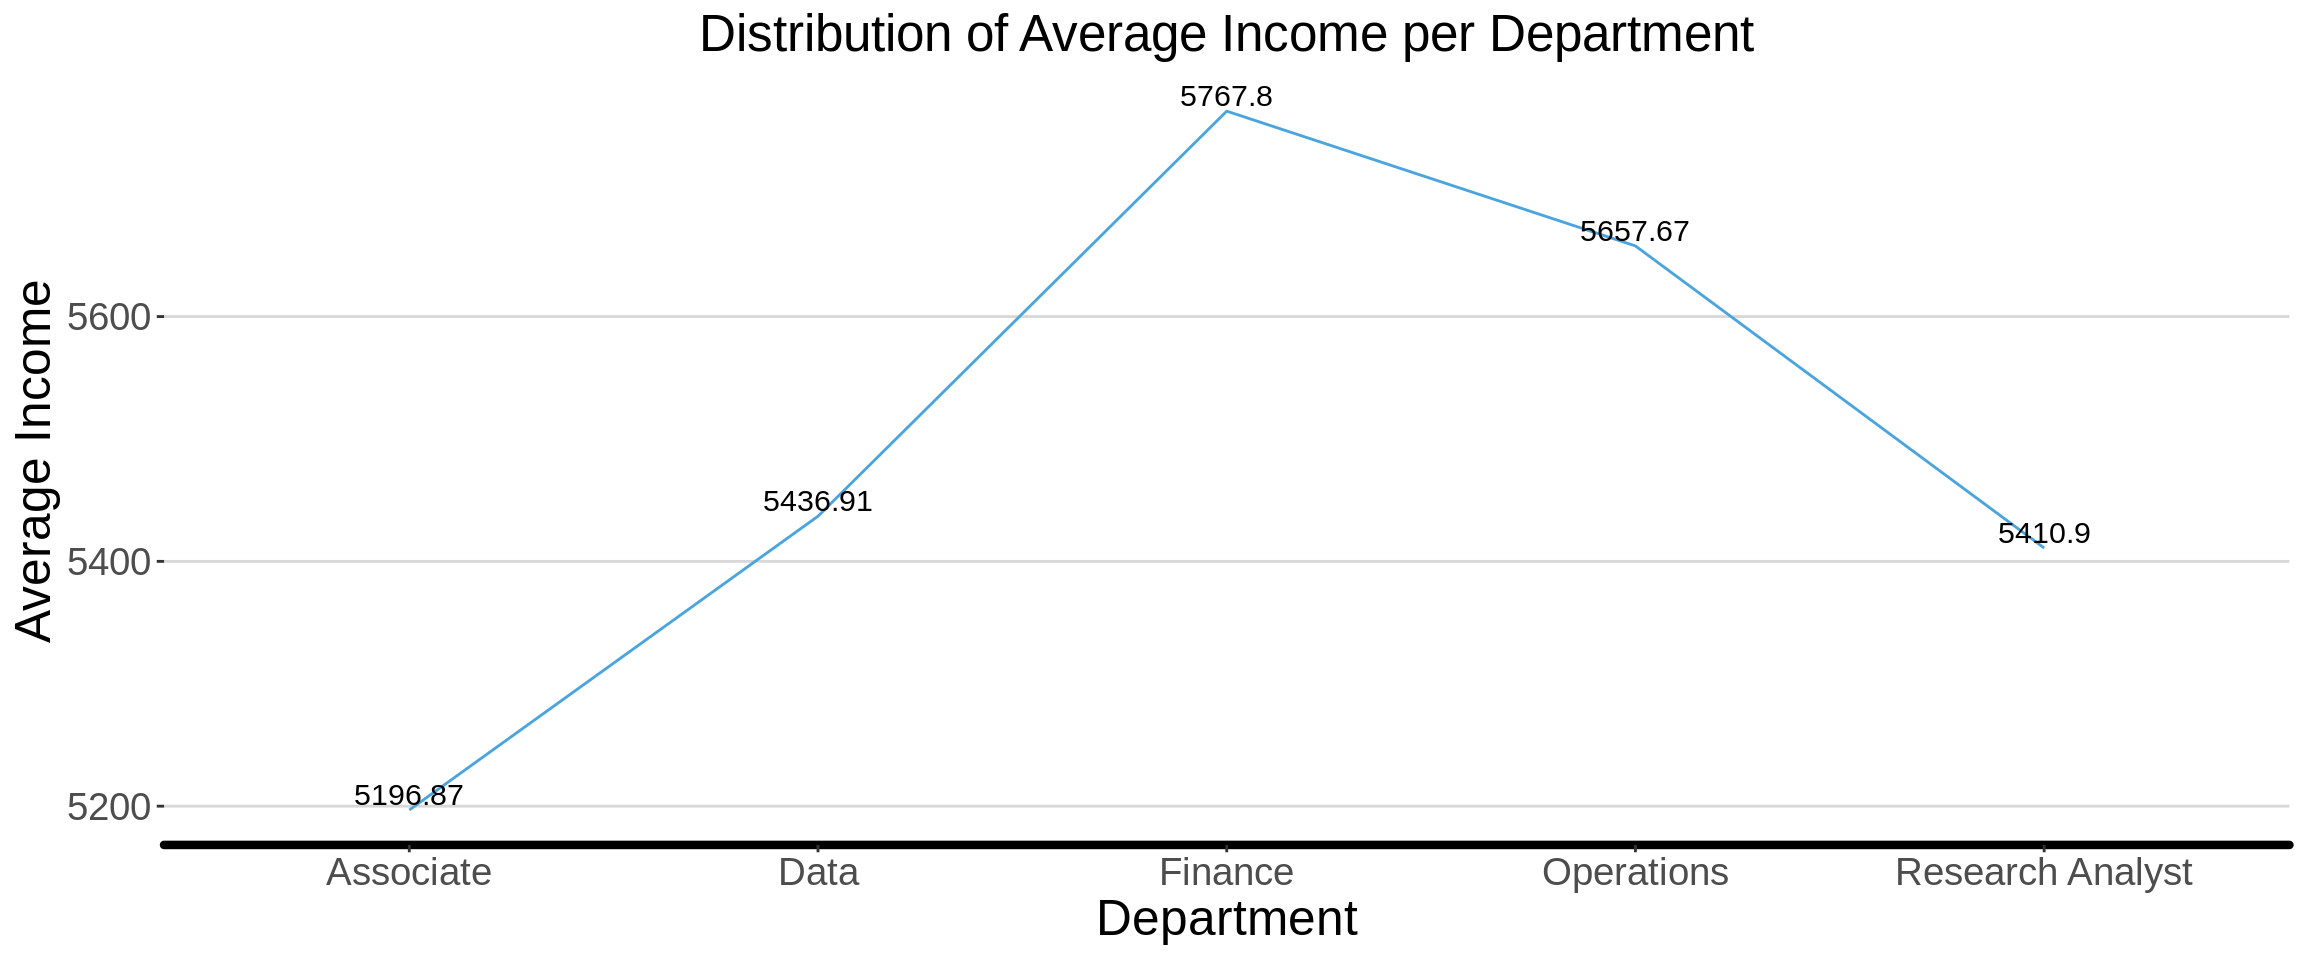 Distribution of Average Income per Department
5767.8
5657.67
5600
5436.91
5410.9
5400
5196.87
5200
Average Income
Associate
Data
Finance
Operations
Research Analyst
Department